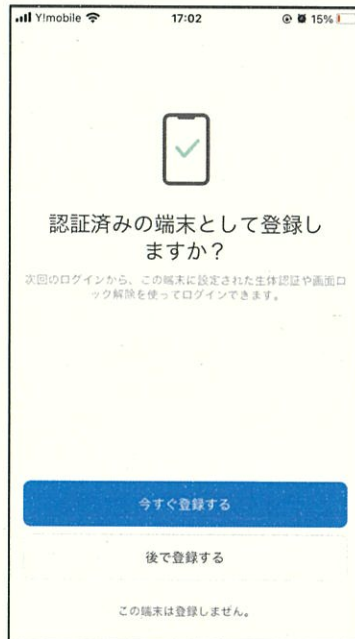 Y!mobile 17:02 15%
認証済みの端末として登録し
ますか？
次回のログインから、この端末に設定された生体認証や画面ロ
ック解除を使ってログインできます。
今すぐ登録する
後で登録する
この端末は登録しません。